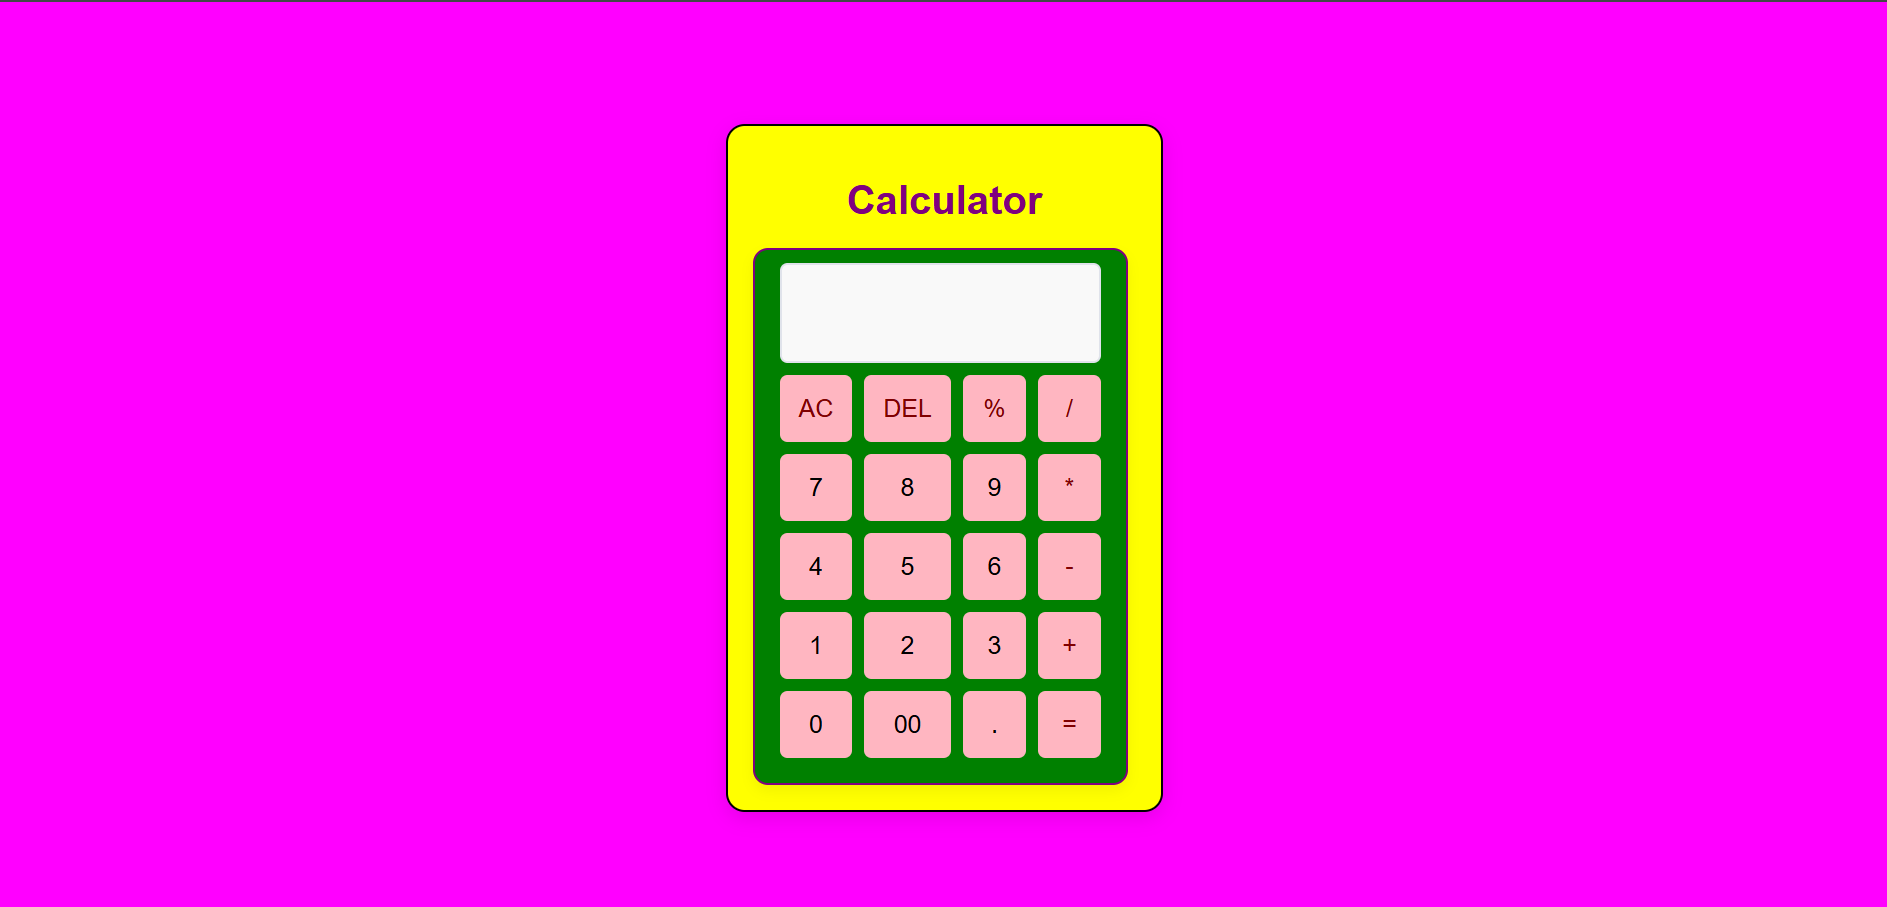 Calculator
AC DEL % /
7 8 9 *
4 5 6 -
1 2 3 +
0 00 . =